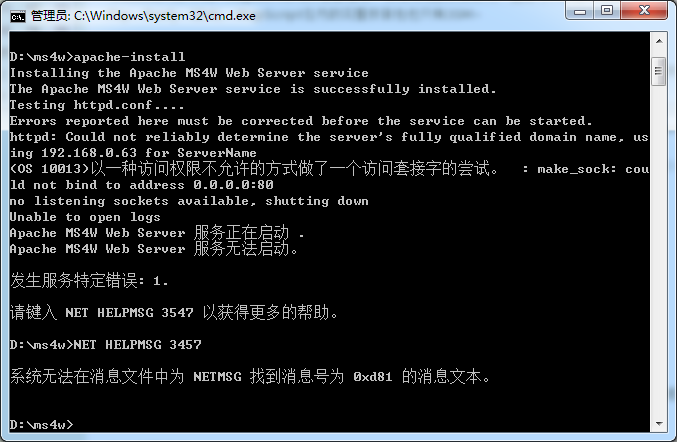 管理员: C:\Windows\system32\cmd.exe
D:\ms4w>apache-install
Installing the Apache MS4W Web Server service
The Apache MS4W Web Server service is successfully installed.
Testing httpd.conf....
Errors reported here must be corrected before the service can be started.
httpd: Could not reliably determine the server's fully qualified domain name, us
ing 192.168.0.63 for ServerName
(OS 10013)以一种访问权限不允许的方式做了一个访问套接字的尝试。  : make_sock: cou
ld not bind to address 0.0.0.0:80
no listening sockets available, shutting down
Unable to open logs
Apache MS4W Web Server 服务正在启动 .
Apache MS4W Web Server 服务无法启动。
发生服务特定错误: 1.
请键入 NET HELPMSG 3547 以获得更多的帮助。
D:\ms4w>NET HELPMSG 3457
系统无法在消息文件中为 NETMSG 找到消息号为 0xd81 的消息文本。
D:\ms4w>